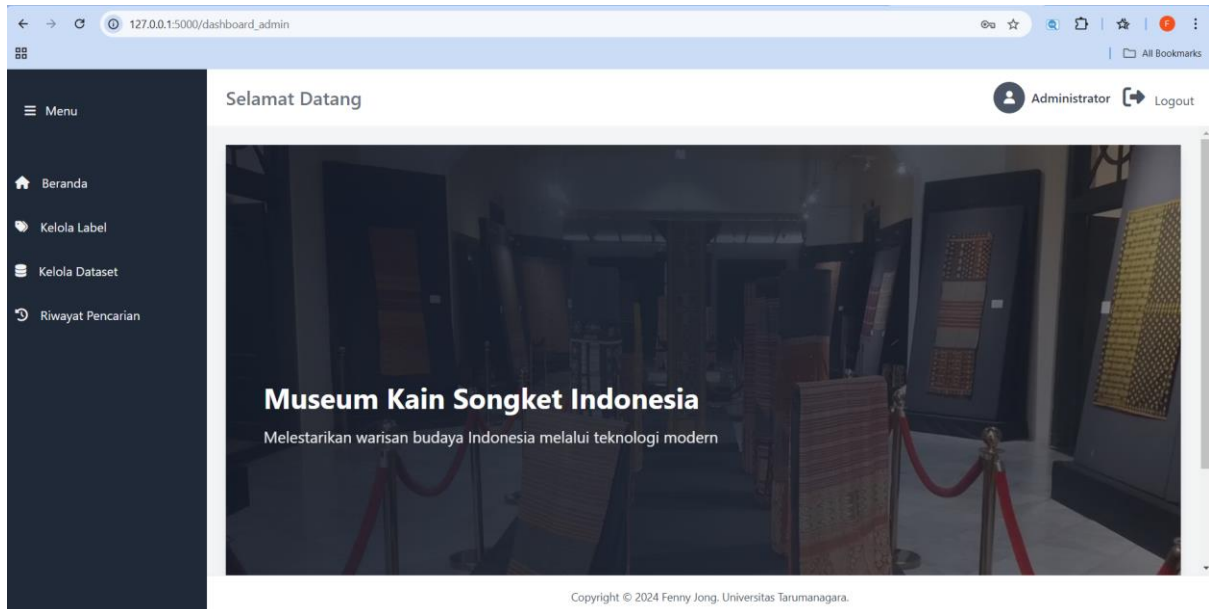 127.0.0.1:5000/dashboard_admin
F
All Bookmarks
Menu
Selamat Datang
Administrator
Logout
Beranda
Kelola Label
Kelola Dataset
Riwayat Pencarian
Museum Kain Songket Indonesia
Melestarikan warisan budaya Indonesia melalui teknologi modern
Copyright © 2024 Fenny Jong. Universitas Tarumanagara.